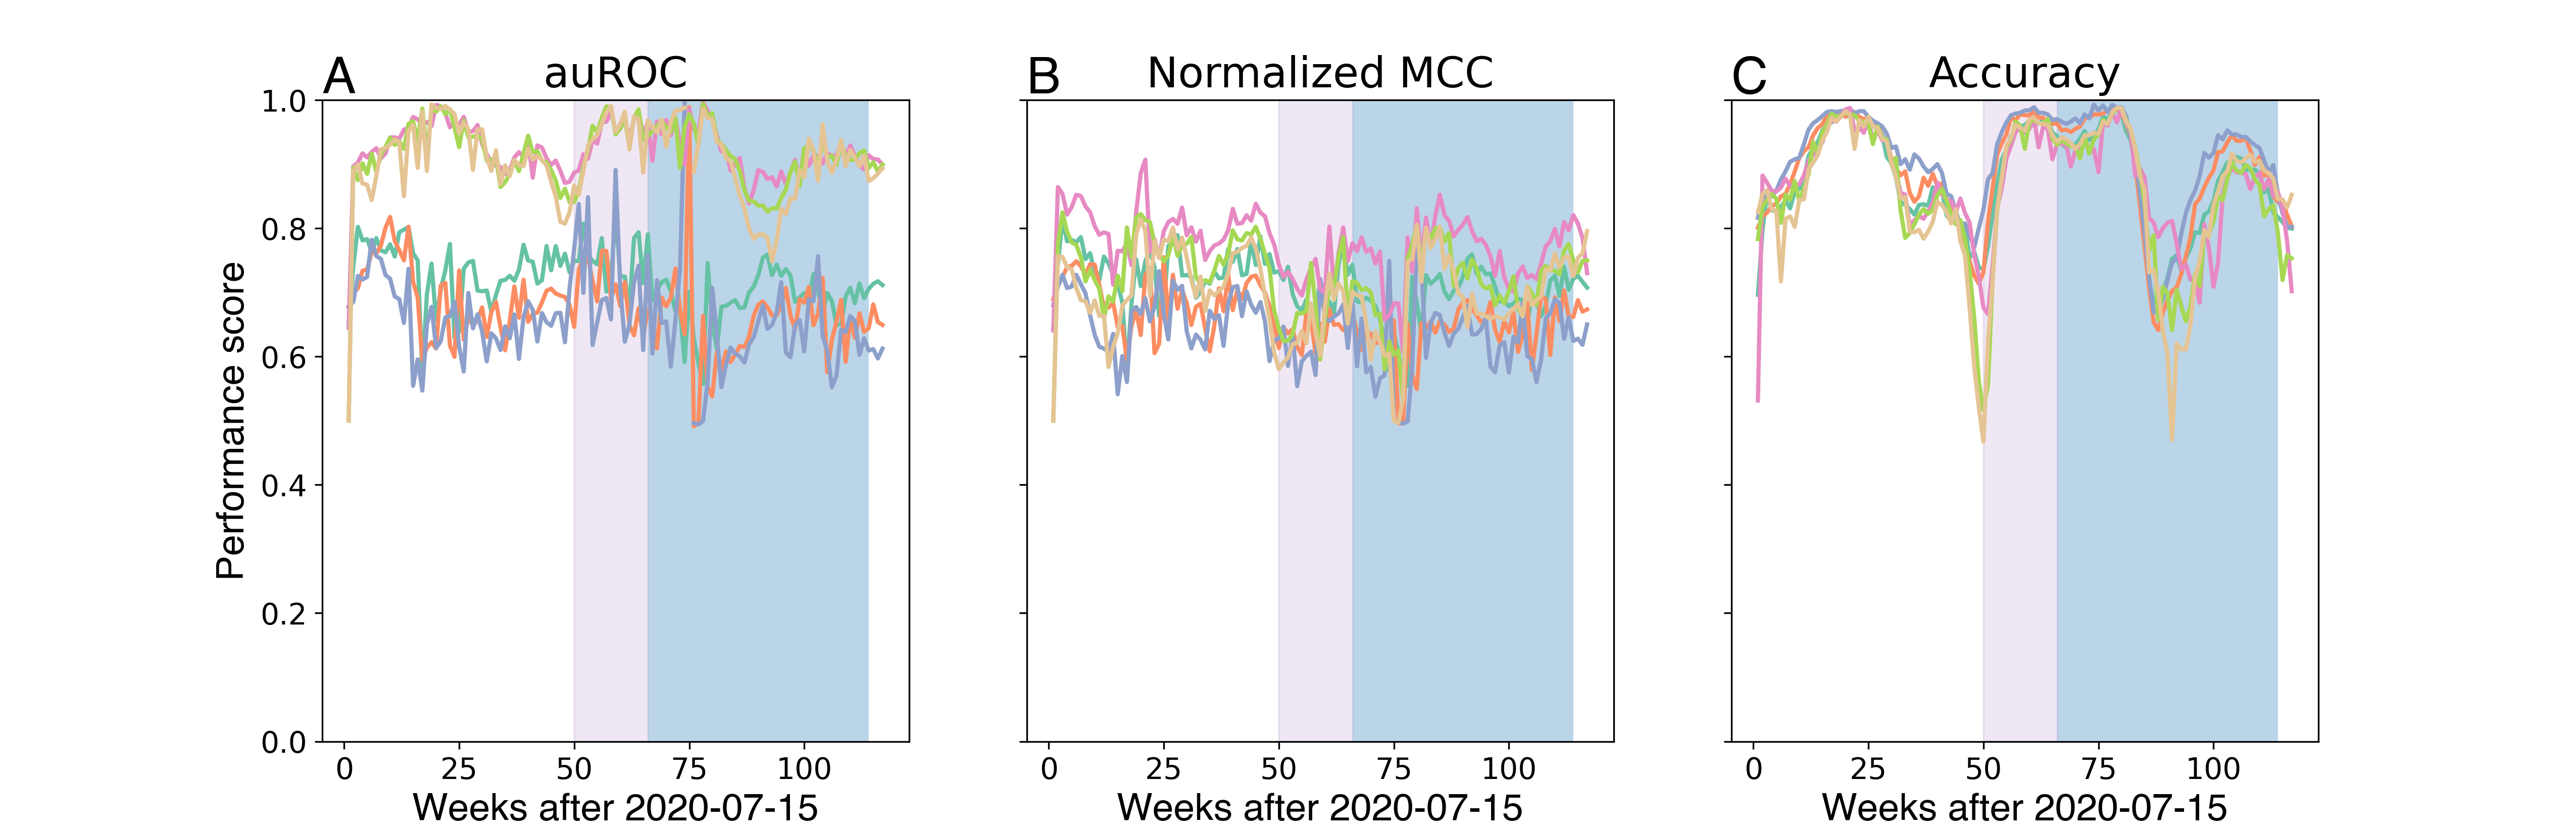 A auROC
B Normalized MCC
C Accuracy
Performance score
1.0
0.8
0.6
0.4
0.2
0.0
0 25 50 75 100
0 25 50 75 100
0 25 50 75 100
Weeks after 2020-07-15
Weeks after 2020-07-15
Weeks after 2020-07-15